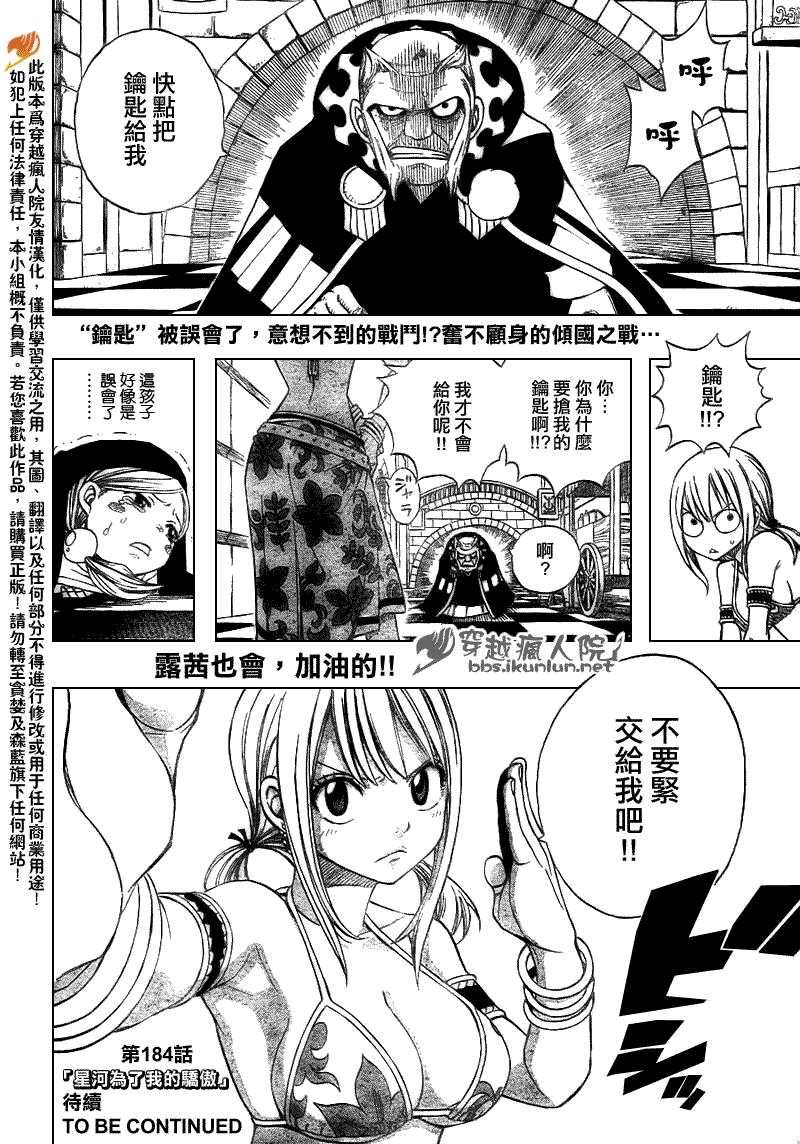 快點把
鑰匙給我
呼
呼
“鑰匙”被誤會了，意想不到的戰鬥!?奮不顧身的傾國之戰…
鑰匙!!?
你…
你為什麼
要搶我的
鑰匙啊!!?
我才不會
給你呢!!
ジャラ
啊?
這孩子
好像是
誤會了
………
露茜也會，加油的!!
穿越瘋人院
bbs.ikunlun.net
不要緊
交給我吧!!
ビシッ
第184話
『星河為了我的驕傲』
待續
TO BE CONTINUED
此版本爲穿越瘋人院友情漢化，僅供學習交流之用，其圖、翻譯以及任何部分不得進行修改或用于任何商業用途！
如犯上任何法律責任，本小組概不負責。若您喜歡此作品，請購買正版！請勿轉至貪婪及森藍旗下任何網站！